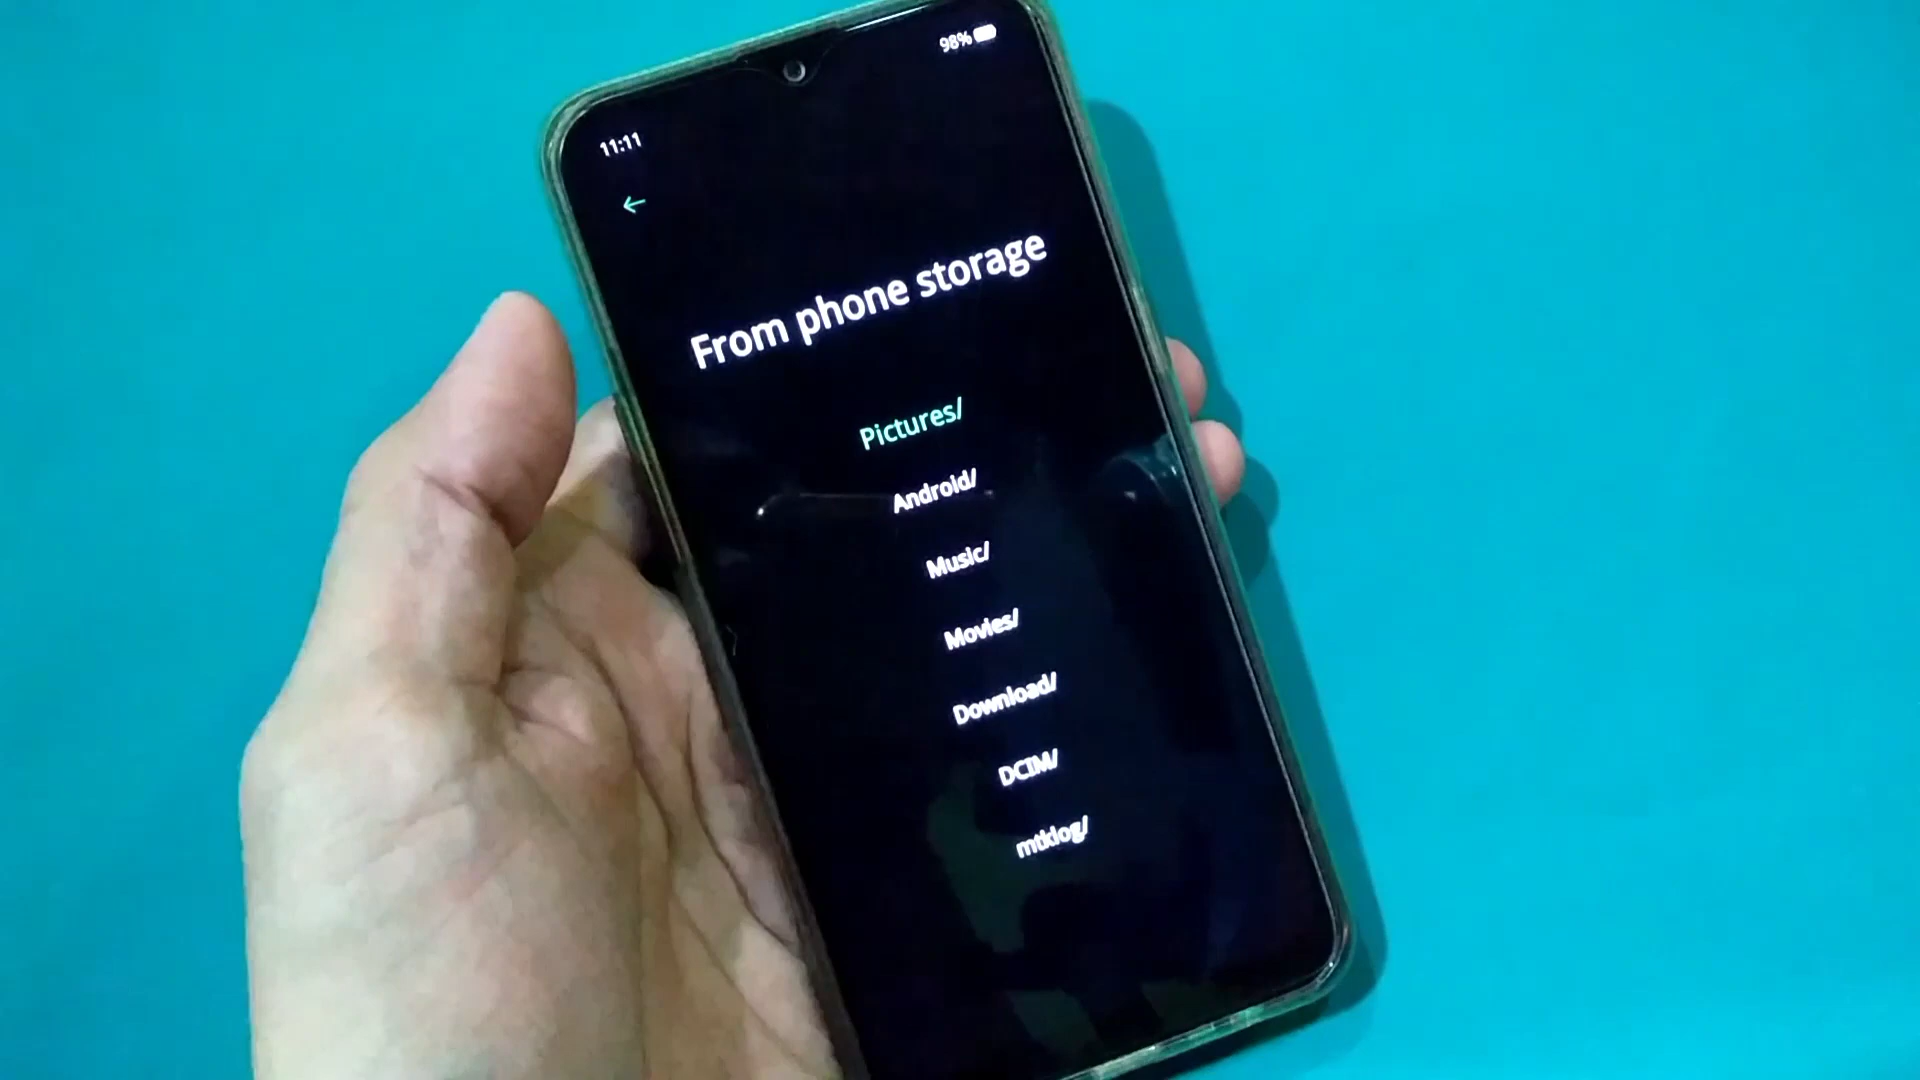 98%
11:11
From phone storage
Pictures/
Android/
Music/
Movies/
Download/
DCIM/
mtklog/